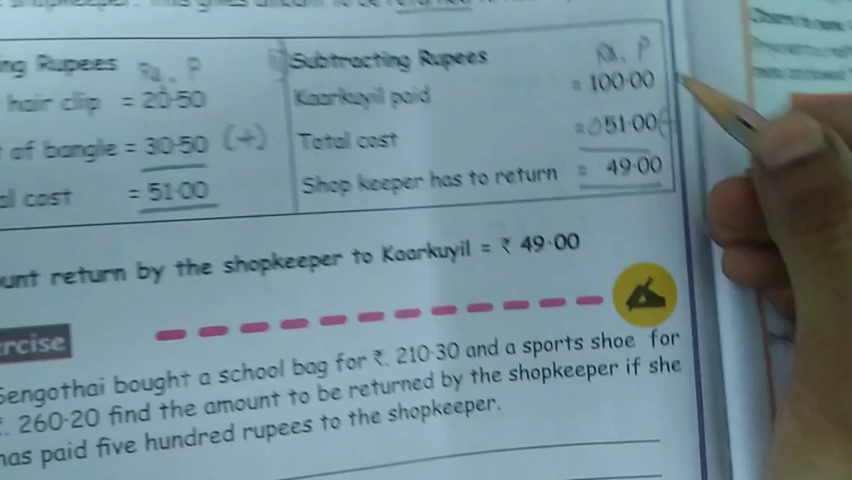 ng Rupees Rs. P
hair clip = 20·50
of bangle = 30·50 (+)
al cost = 51·00
Subtracting Rupees Rs. P
Kaarkuyil paid = 100·00
Total cost = 051·00(-)
Shop keeper has to return = 49·00
unt return by the shopkeeper to Kaarkuyil = ₹ 49·00
rcise
Sengothai bought a school bag for ₹. 210·30 and a sports shoe for
₹. 260·20 find the amount to be returned by the shopkeeper if she
has paid five hundred rupees to the shopkeeper.